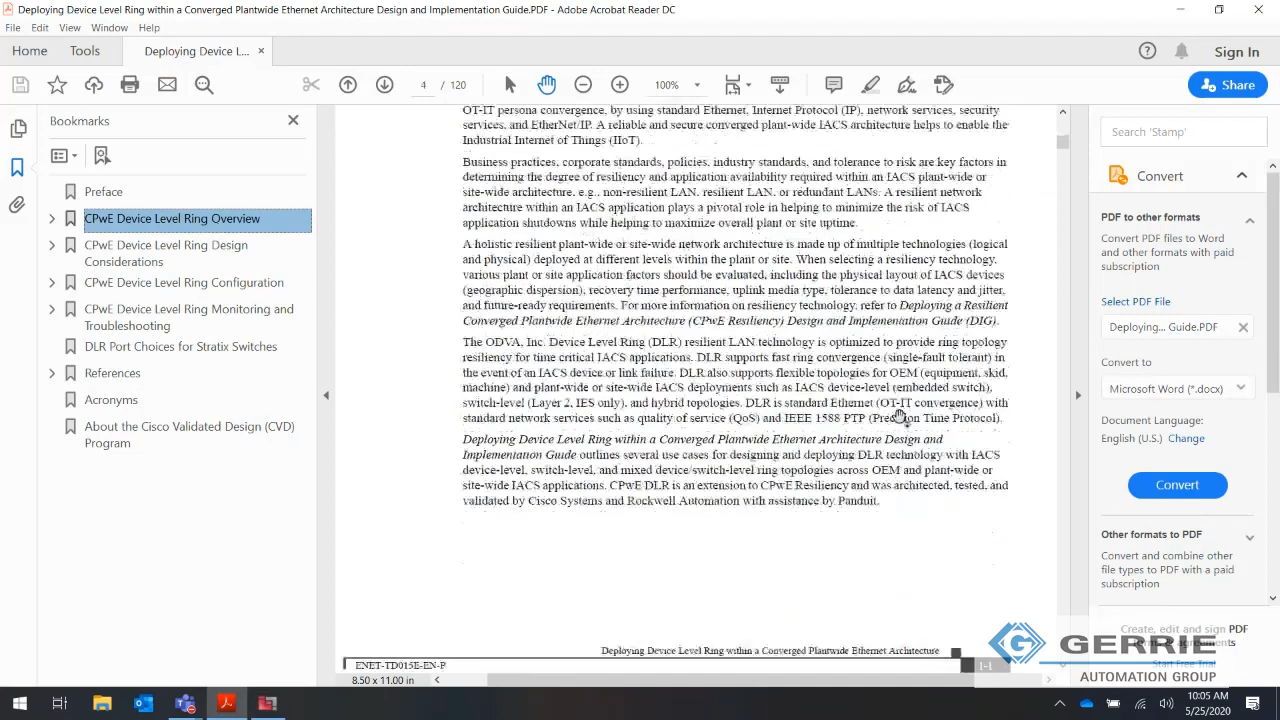 Deploying Device Level Ring within a Converged Plantwide Ethernet Architecture Design and Implementation Guide.PDF - Adobe Acrobat Reader DC
File Edit View Window Help
Home Tools Deploying Device L... × Sign In
4 / 120 100% Share
Bookmarks
Preface
CPwE Device Level Ring Overview
CPwE Device Level Ring Design
Considerations
CPwE Device Level Ring Configuration
CPwE Device Level Ring Monitoring and
Troubleshooting
DLR Port Choices for Stratix Switches
References
Acronyms
About the Cisco Validated Design (CVD)
Program
OT-IT persona convergence, by using standard Ethernet, Internet Protocol (IP), network services, security
services, and EtherNet/IP. A reliable and secure converged plant-wide IACS architecture helps to enable the
Industrial Internet of Things (IIoT).
Business practices, corporate standards, policies, industry standards, and tolerance to risk are key factors in
determining the degree of resiliency and application availability required within an IACS plant-wide or
site-wide architecture, e.g., non-resilient LAN, resilient LAN, or redundant LANs. A resilient network
architecture within an IACS application plays a pivotal role in helping to minimize the risk of IACS
application shutdowns while helping to maximize overall plant or site uptime.
A holistic resilient plant-wide or site-wide network architecture is made up of multiple technologies (logical
and physical) deployed at different levels within the plant or site. When selecting a resiliency technology,
various plant or site application factors should be evaluated, including the physical layout of IACS devices
(geographic dispersion), recovery time performance, uplink media type, tolerance to data latency and jitter,
and future-ready requirements. For more information on resiliency technology, refer to Deploying a Resilient
Converged Plantwide Ethernet Architecture (CPwE Resiliency) Design and Implementation Guide (DIG).
The ODVA, Inc. Device Level Ring (DLR) resilient LAN technology is optimized to provide ring topology
resiliency for time critical IACS applications. DLR supports fast ring convergence (single-fault tolerant) in
the event of an IACS device or link failure. DLR also supports flexible topologies for OEM (equipment, skid,
machine) and plant-wide or site-wide IACS deployments such as IACS device-level (embedded switch),
switch-level (Layer 2, IES only), and hybrid topologies. DLR is standard Ethernet (OT-IT convergence) with
standard network services such as quality of service (QoS) and IEEE 1588 PTP (Precision Time Protocol).
Deploying Device Level Ring within a Converged Plantwide Ethernet Architecture Design and
Implementation Guide outlines several use cases for designing and deploying DLR technology with IACS
device-level, switch-level, and mixed device/switch-level ring topologies across OEM and plant-wide or
site-wide IACS applications. CPwE DLR is an extension to CPwE Resiliency and was architected, tested, and
validated by Cisco Systems and Rockwell Automation with assistance by Panduit.
Deploying Device Level Ring within a Converged Plantwide Ethernet Architecture
ENET-TD015E-EN-P 1-1
8.50 x 11.00 in
Search 'Stamp'
Convert
PDF to other formats
Convert PDF files to Word
and other formats with paid
subscription
Select PDF File
Deploying... Guide.PDF
Convert to
Microsoft Word (*.docx)
Document Language:
English (U.S.) Change
Convert
Other formats to PDF
Convert and combine other
file types to PDF with a paid
subscription
Create, edit and sign PDF
Start Free Trial
GERRIE
AUTOMATION GROUP
10:05 AM
5/25/2020